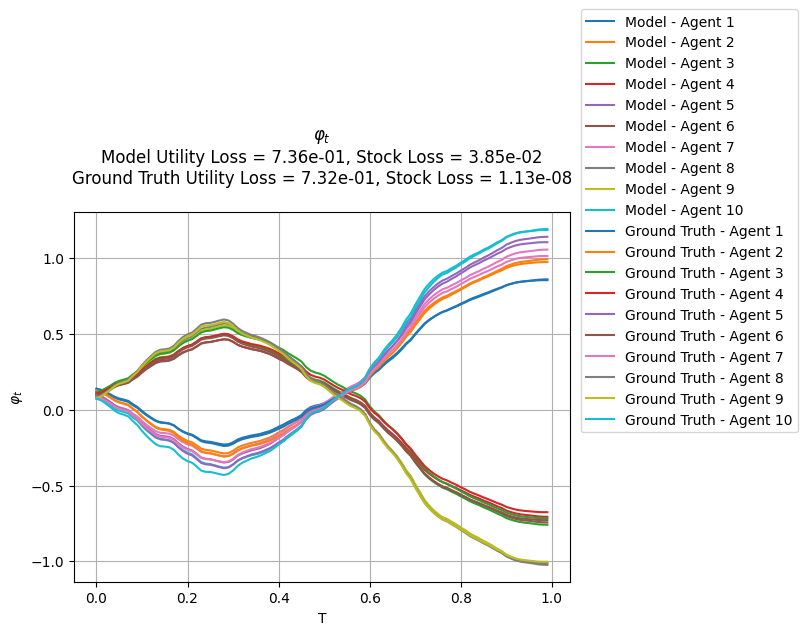 φₜ
Model Utility Loss = 7.36e-01, Stock Loss = 3.85e-02
Ground Truth Utility Loss = 7.32e-01, Stock Loss = 1.13e-08
Model - Agent 1
Model - Agent 2
Model - Agent 3
Model - Agent 4
Model - Agent 5
Model - Agent 6
Model - Agent 7
Model - Agent 8
Model - Agent 9
Model - Agent 10
Ground Truth - Agent 1
Ground Truth - Agent 2
Ground Truth - Agent 3
Ground Truth - Agent 4
Ground Truth - Agent 5
Ground Truth - Agent 6
Ground Truth - Agent 7
Ground Truth - Agent 8
Ground Truth - Agent 9
Ground Truth - Agent 10
φₜ
1.0
0.5
0.0
−0.5
−1.0
0.0 0.2 0.4 0.6 0.8 1.0
T